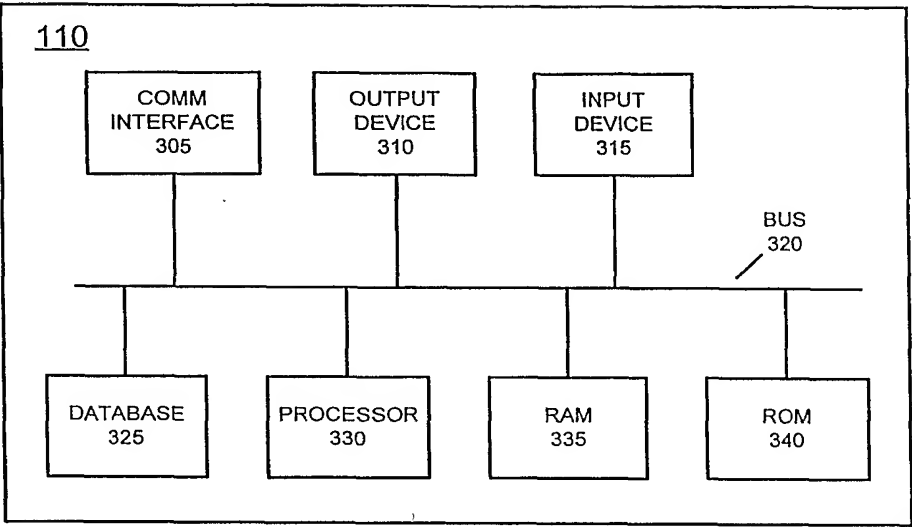 110
COMM
INTERFACE
305
OUTPUT
DEVICE
310
INPUT
DEVICE
315
BUS
320
DATABASE
325
PROCESSOR
330
RAM
335
ROM
340